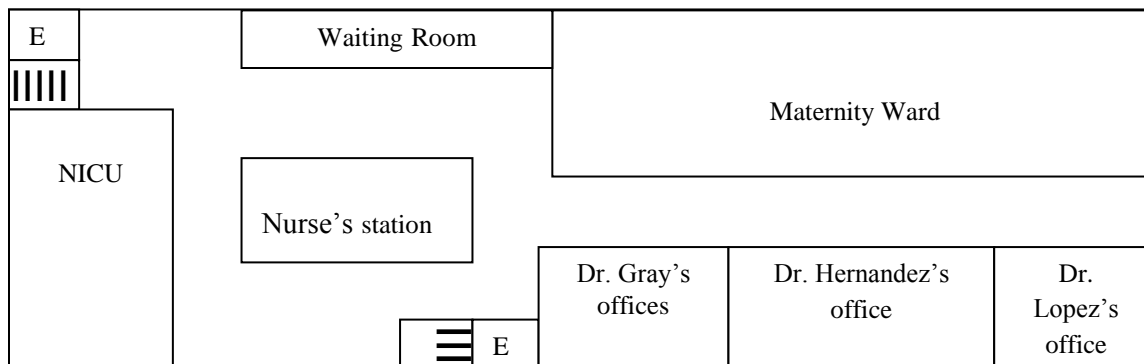 E
Waiting Room
Maternity Ward
NICU
Nurse’s station
Dr. Gray’s
offices
Dr. Hernandez’s
office
Dr.
Lopez’s
office
E